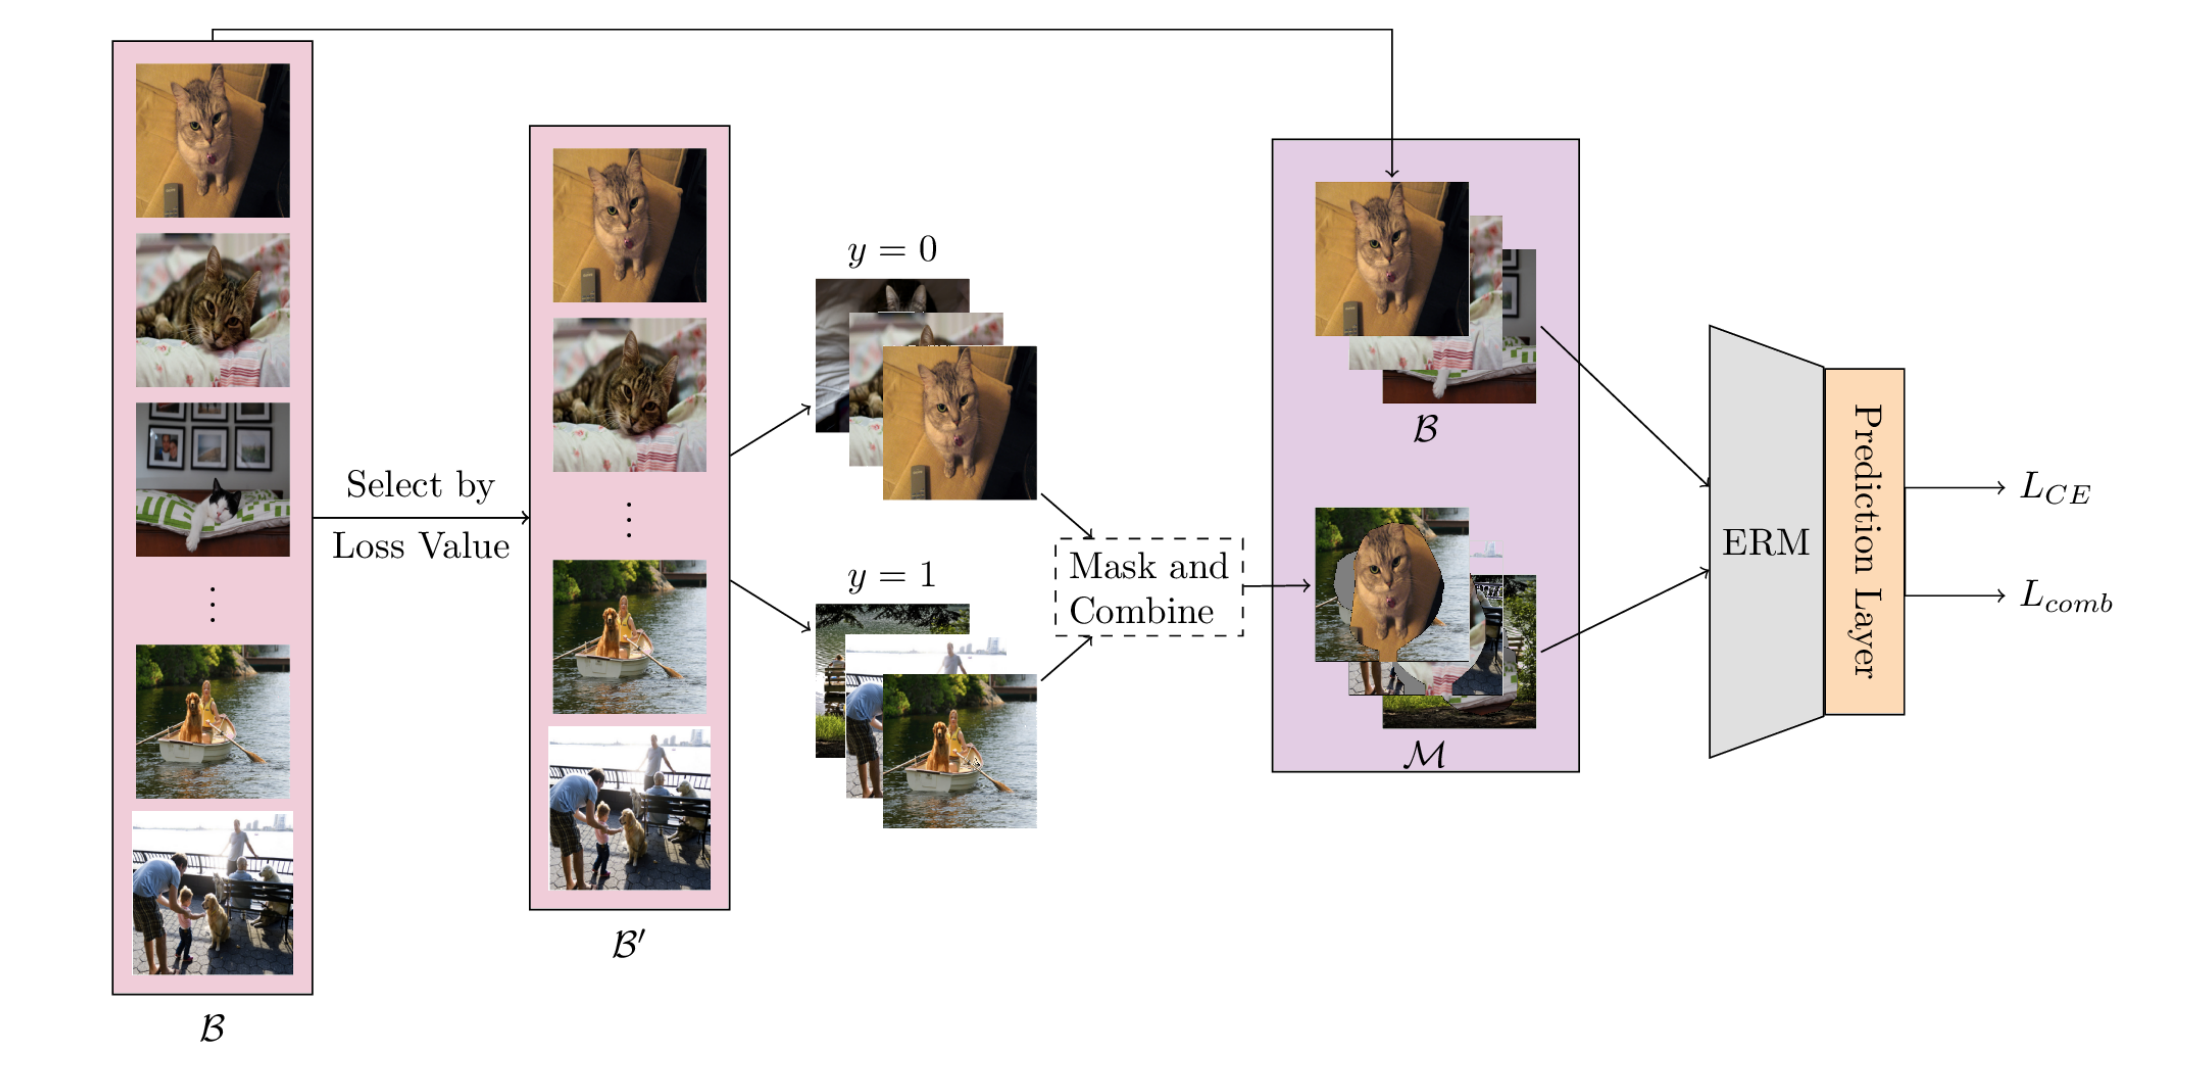 $\mathcal{B}$
Select by
Loss Value
$\mathcal{B}'$
$y = 0$
$y = 1$
Mask and
Combine
$\mathcal{B}$
$\mathcal{M}$
ERM
Prediction Layer
$L_{CE}$
$L_{comb}$